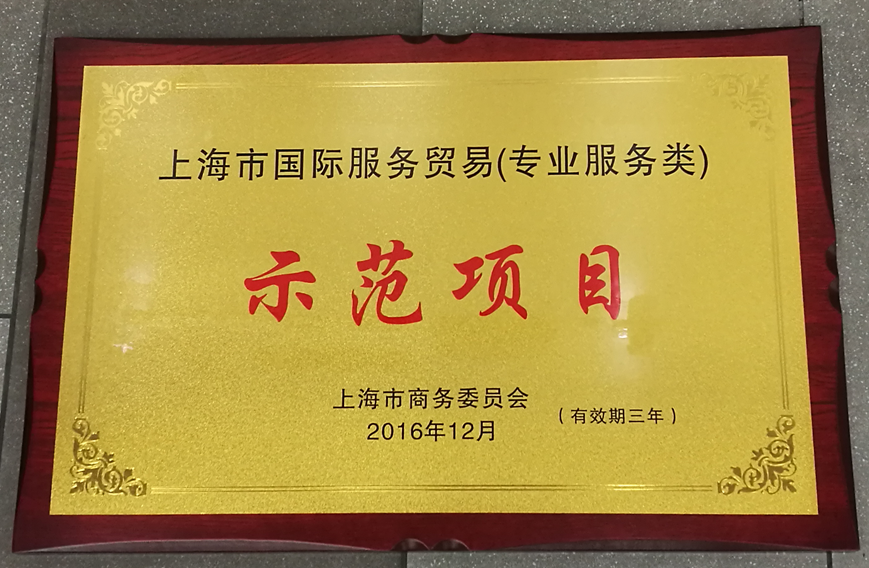 上海市国际服务贸易(专业服务类)
示范项目
上海市商务委员会
(有效期三年)
2016年12月